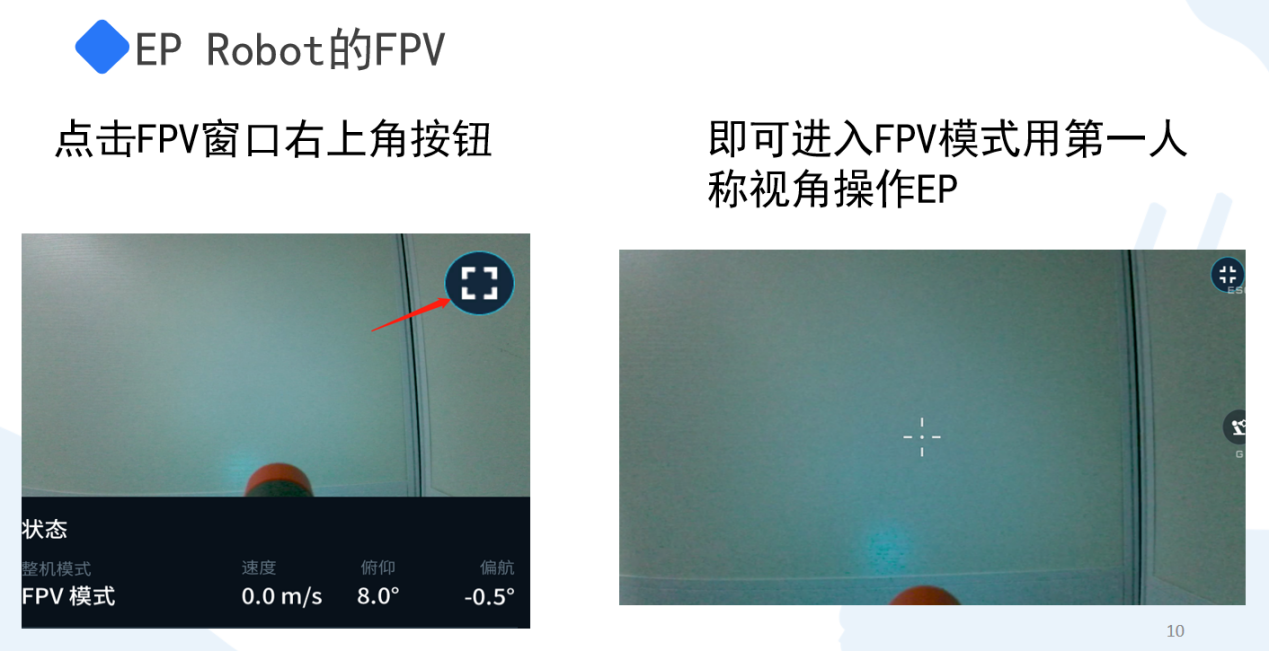 EP Robot的FPV
点击FPV窗口右上角按钮
即可进入FPV模式用第一人
称视角操作EP
状态
整机模式 速度 俯仰 偏航
FPV 模式 0.0 m/s 8.0° -0.5°
ES
G
10